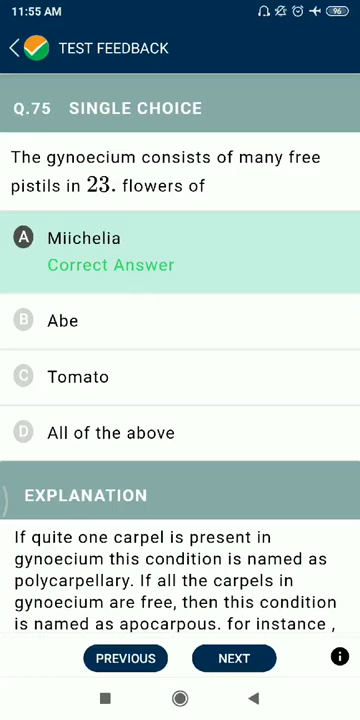 11:55 AM
96
TEST FEEDBACK
Q.75 SINGLE CHOICE
The gynoecium consists of many free
pistils in 23. flowers of
A Miichelia
Correct Answer
B Abe
C Tomato
D All of the above
EXPLANATION
If quite one carpel is present in
gynoecium this condition is named as
polycarpellary. If all the carpels in
gynoecium are free, then this condition
is named as apocarpous. for instance ,
PREVIOUS NEXT